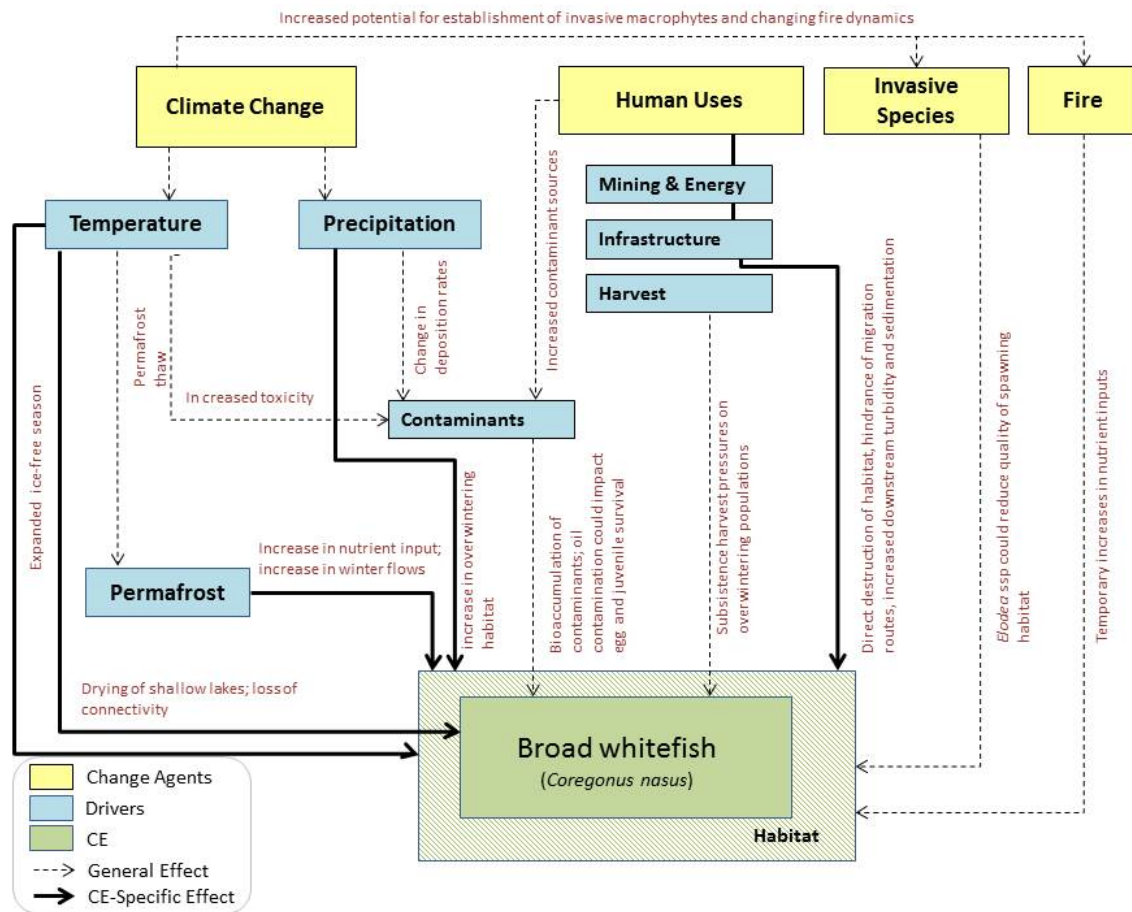 Increased potential for establishment of invasive macrophytes and changing fire dynamics
Climate Change
Human Uses
Invasive
Species
Fire
Mining & Energy
Temperature
Precipitation
Infrastructure
Harvest
Increased contaminant sources
Change in
deposition rates
Permafrost
thaw
In creased toxicity
Contaminants
Expanded ice-free season
Increase in nutrient input;
increase in winter flows
Permafrost
increase in overwintering
habitat
Bioaccumulation of
contaminants; oil
contamination could impact
egg and juvenile survival
Subsistence harvest pressures on
overwintering populations
Direct destruction of habitat, hindrance of migration
routes, increased downstream turbidity and sedimentation
Elodea ssp could reduce quality of spawning
habitat
Temporary increases in nutrient inputs
Drying of shallow lakes; loss of
connectivity
Broad whitefish
(Coregonus nasus)
Habitat
Change Agents
Drivers
CE
General Effect
CE-Specific Effect